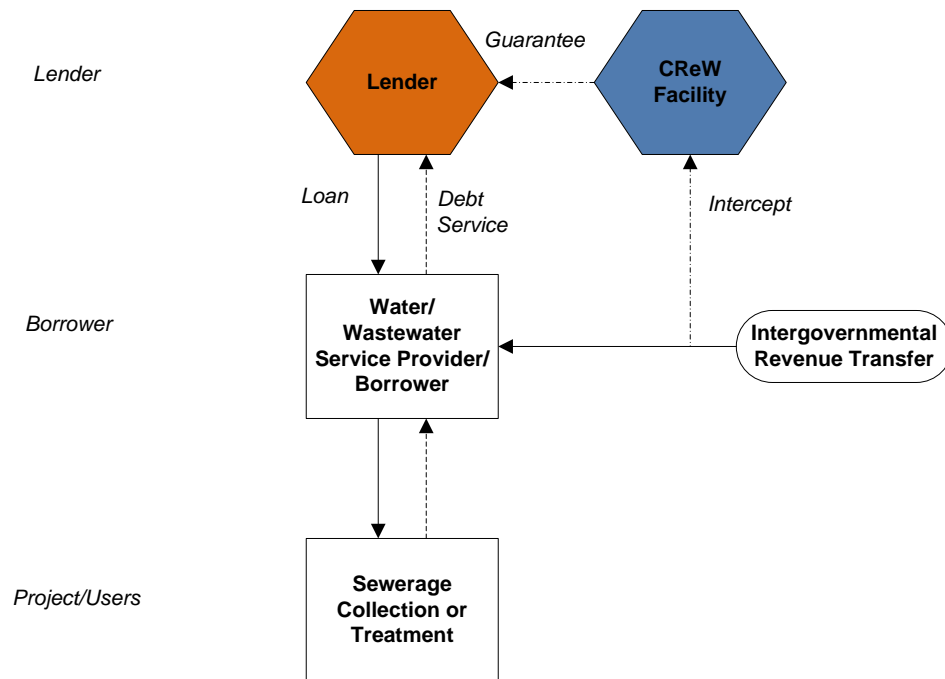 Guarantee
Lender
Lender
CReW
Facility
Loan
Debt
Service
Intercept
Borrower
Water/
Wastewater
Service Provider/
Borrower
Intergovernmental
Revenue Transfer
Project/Users
Sewerage
Collection or
Treatment